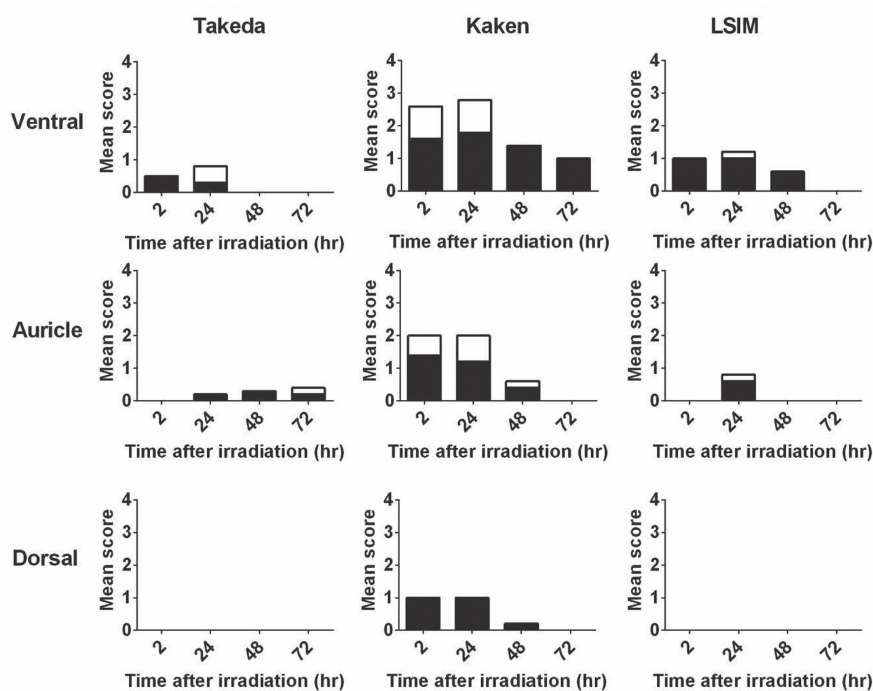 Takeda Kaken LSIM
Ventral
Mean score
4
3
2
1
0
2 24 48 72
Time after irradiation (hr)
Mean score
4
3
2
1
0
2 24 48 72
Time after irradiation (hr)
Mean score
4
3
2
1
0
2 24 48 72
Time after irradiation (hr)
Auricle
Mean score
4
3
2
1
0
24 48 72
2
Time after irradiation (hr)
Mean score
4
3
2
1
0
2 24 48 72
Time after irradiation (hr)
Mean score
4
3
2
1
0
2 24 48 72
Time after irradiation (hr)
Dorsal
Mean score
4
3
2
1
0
2 24 48 72
Time after irradiation (hr)
Mean score
4
3
2
1
0
2 24 48 72
Time after irradiation (hr)
Mean score
4
3
2
1
0
2 24 48 72
Time after irradiation (hr)